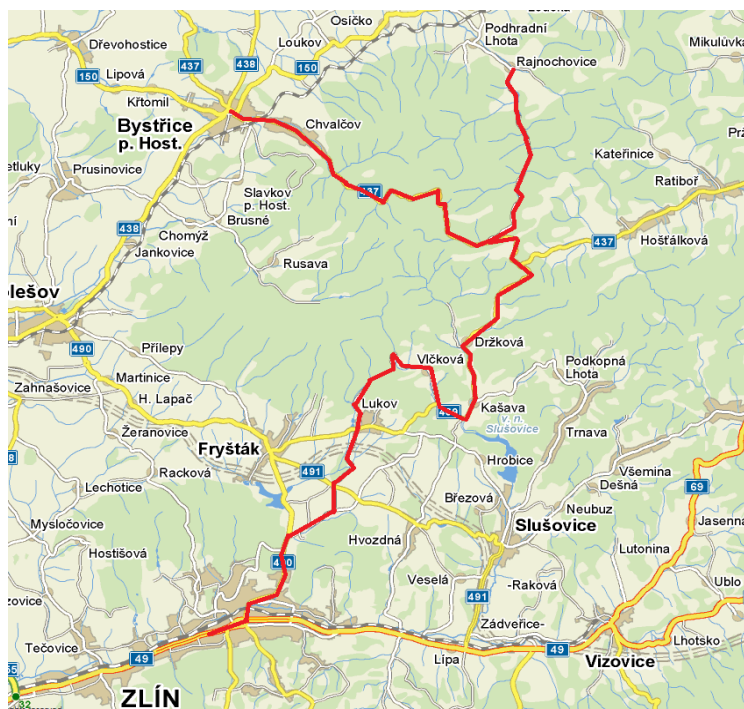 Osíčko
Podhradní
Lhota
Dřevohostice
Loukov
437
438
150
Rajnochovice
Mikulůvka
150
Lipová
Křtomil
Bystřice
p. Host.
Chvalčov
Kateřinice
Prusinovice
Ratiboř
437
Slavkov
p. Host.
Brusné
438
Chomýž
Jankovice
437
Hošťálková
Rusava
490
Přílepy
Držková
Vlčková
Podkopná
Lhota
Martinice
Zahnašovice
H. Lapač
Lukov
Kašava
v. n.
Slušovice
Trnava
Žeranovice
Fryšták
491
Hrobice
Racková
Všemina
Dešná
69
Lechotice
Březová
Neubuz
Slušovice
Jasenna
Mysločovice
Hvozdná
Lutonina
Hostišová
Veselá
-Raková
Ublo
491
Zádveřice-
Tečovice
49
Lípa
49
Lhotsko
Vizovice
ZLÍN
32